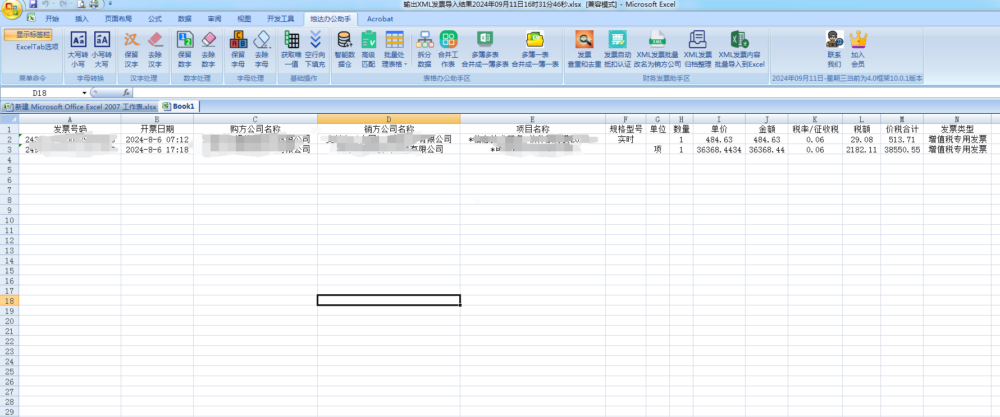 输出XML发票导入结果2024年09月11日16时31分46秒.xlsx [兼容模式] - Microsoft Excel
开始 插入 页面布局 公式 数据 审阅 视图 开发工具 烛达办公助手 Acrobat
显示标签栏
ExcelTab选项
菜单命令
大写转小写 小写转大写
字母转换
保留汉字 去除汉字
汉字处理
保留数字 去除数字
数字处理
保留字母 去除字母
字母处理
获取唯一值 空行向下填充
基础操作
智能数据仓 高级匹配 批量处理表格 拆分数据 合并工作表 多簿多表合并成一簿多表 多簿一表合并成一簿一表
表格办公助手区
发票查重和去重 发票自动抵扣认证 XML发票批量改名为销方公司 XML发票归档整理 XML发票内容批量导入到Excel
财务发票助手区
联系我们 加入会员
2024年09月11日-星期三当前为4.0框架10.0.1版本
D18 fx
新建 Microsoft Office Excel 2007 工作表.xlsx Book1
A B C D E F G H I J K L M N
1 发票号码 开票日期 购方公司名称 销方公司名称 项目名称 规格型号 单位 数量 单价 金额 税率/征收税 税额 价税合计 发票类型
2 2024-8-6 07:12 有限公司 有限公司 实时 1 484.63 484.63 0.06 29.08 513.71 增值税专用发票
3 2024-8-6 17:18 有限公司 有限公司 项 1 36368.4434 36368.44 0.06 2182.11 38550.55 增值税专用发票
4
5
6
7
8
9
10
11
12
13
14
15
16
17
18
19
20
21
22
23
24
25
26
27
28
29